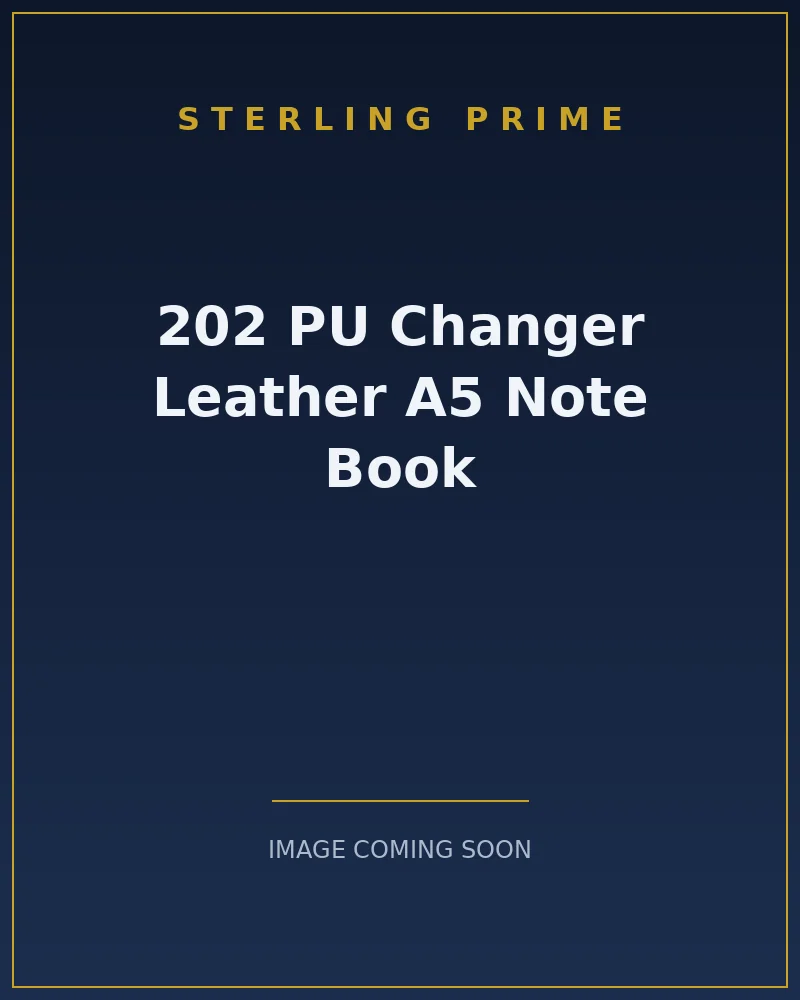 STERLING PRIME
202 PU Changer
Leather A5 Note
Book
IMAGE COMING SOON